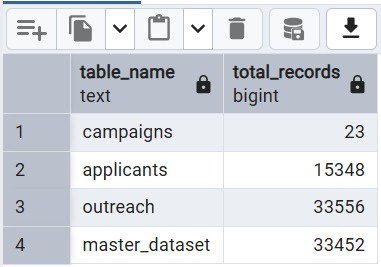 table_name total_records
text bigint
1 campaigns 23
2 applicants 15348
3 outreach 33556
4 master_dataset 33452